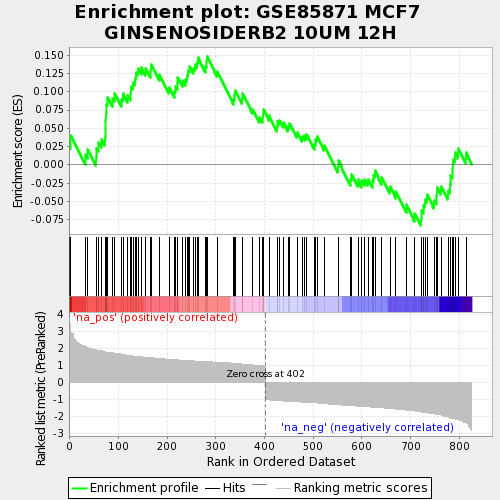 Enrichment plot: GSE85871 MCF7
GINSENOSIDERB2 10UM 12H
Enrichment score (ES)
0.150
0.125
0.100
0.075
0.050
0.025
0.000
-0.025
-0.050
-0.075
'na_pos' (positively correlated)
Ranked list metric (PreRanked)
4
3
2
1
0
-1
-2
-3
Zero cross at 402
'na_neg' (negatively correlated)
0
100
200
300
400
500
600
700
800
Rank in Ordered Dataset
Enrichment profile
Hits
Ranking metric scores